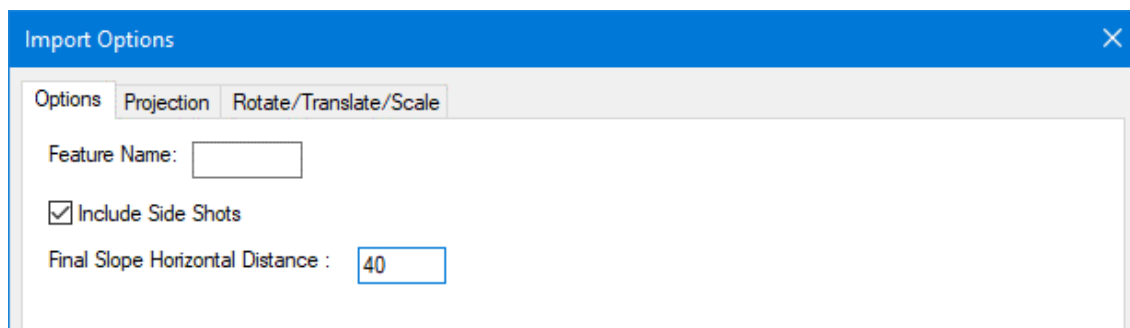 Import Options
Options Projection Rotate/Translate/Scale
Feature Name:
Include Side Shots
Final Slope Horizontal Distance : 40